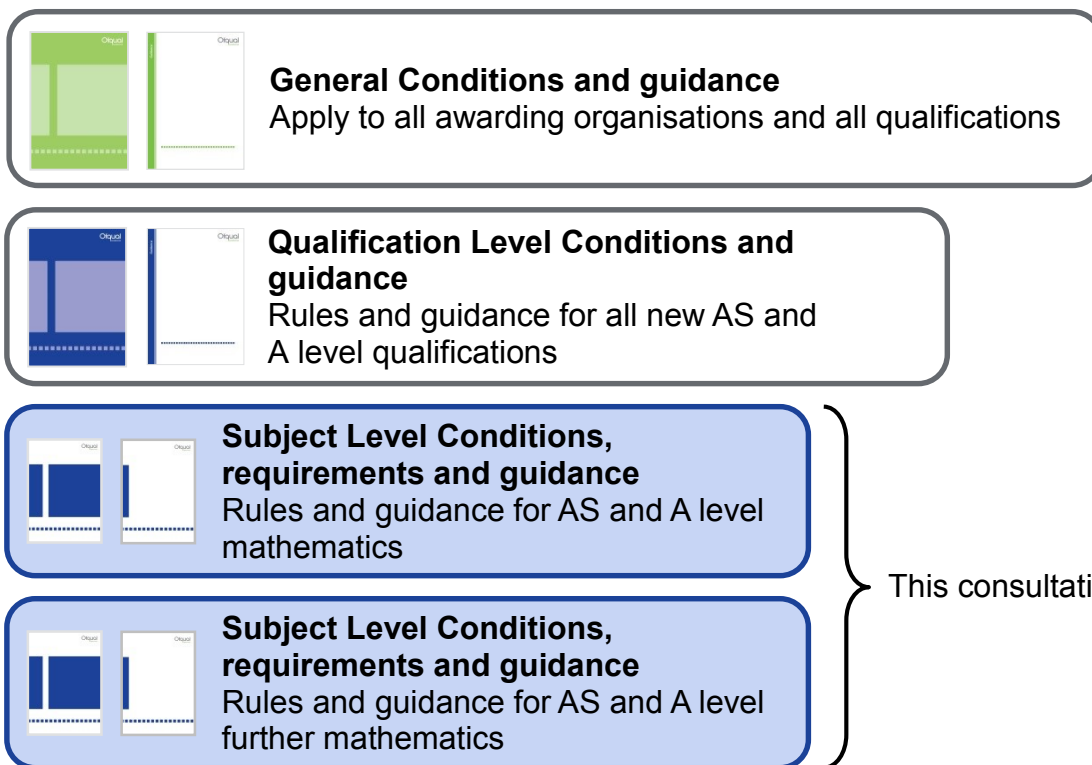 Ofqual
Ofqual
General Conditions and guidance
Apply to all awarding organisations and all qualifications
Ofqual
Ofqual
Qualification Level Conditions and
guidance
Rules and guidance for all new AS and
A level qualifications
Ofqual
Ofqual
Subject Level Conditions,
requirements and guidance
Rules and guidance for AS and A level
mathematics
This consultati
Ofqual
Ofqual
Subject Level Conditions,
requirements and guidance
Rules and guidance for AS and A level
further mathematics